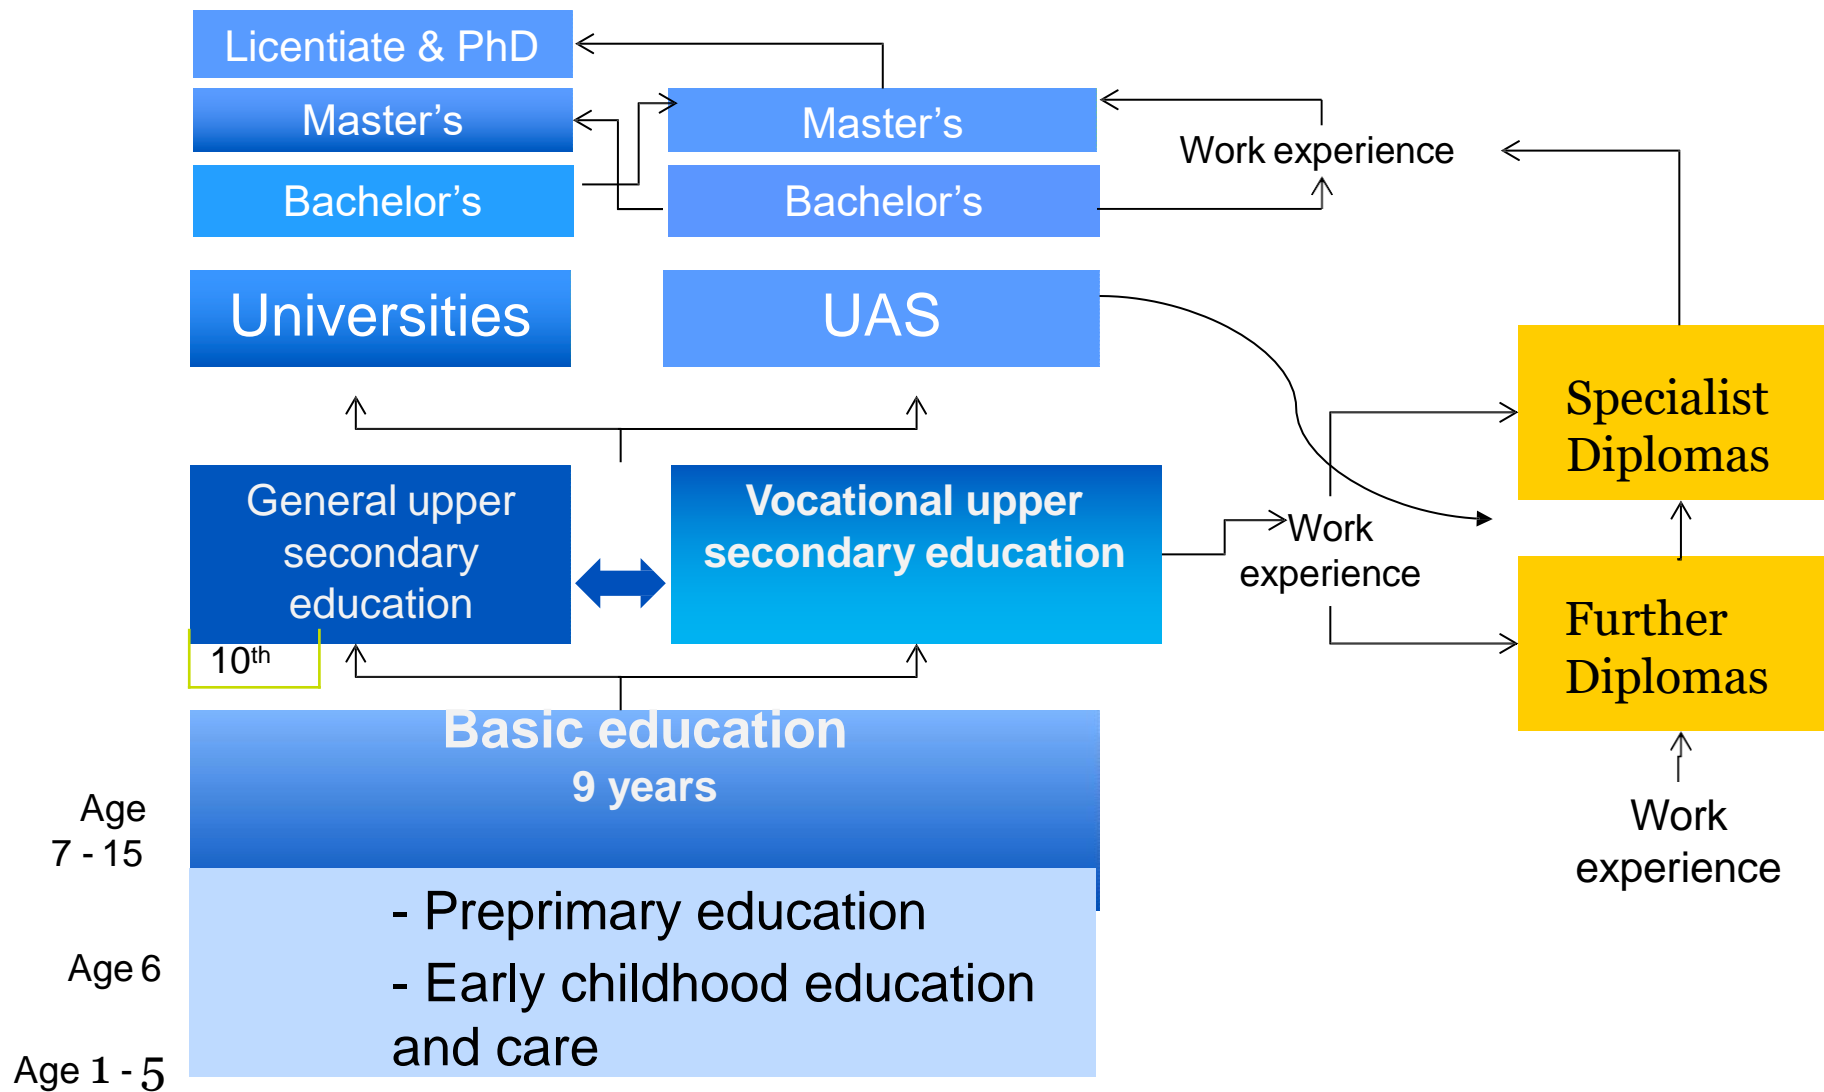 Licentiate & PhD
Master’s
Master’s
Work experience
Bachelor’s
Bachelor’s
Universities
UAS
Specialist
Diplomas
General upper
secondary
education
Vocational upper
secondary education
Work
experience
Further
Diplomas
10th
Basic education
9 years
Age
7 - 15
Work
experience
- Preprimary education
Age 6
- Early childhood education
and care
Age 1 - 5